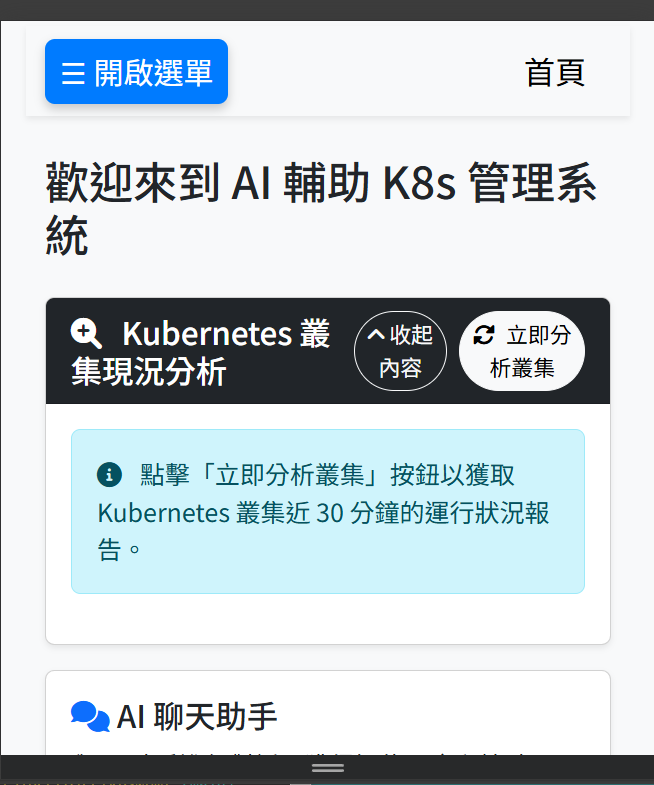 ☰ 開啟選單
首頁
歡迎來到 AI 輔助 K8s 管理系
統
Kubernetes 叢
集現況分析
收起
內容
立即分
析叢集
點擊「立即分析叢集」按鈕以獲取
Kubernetes 叢集近 30 分鐘的運行狀況報
告。
AI 聊天助手